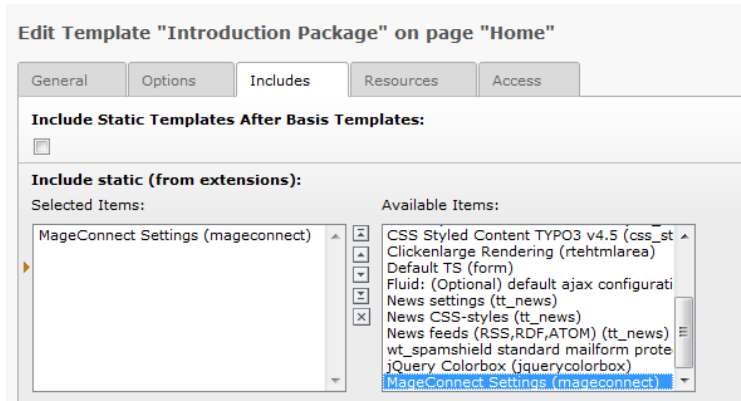 Edit Template "Introduction Package" on page "Home"
General Options Includes Resources Access
Include Static Templates After Basis Templates:
Include static (from extensions):
Selected Items: Available Items:
MageConnect Settings (mageconnect)
CSS Styled Content TYPO3 v4.5 (css_st
Clickenlarge Rendering (rtehtmlarea)
Default TS (form)
Fluid: (Optional) default ajax configurati
News settings (tt_news)
News CSS-styles (tt_news)
News feeds (RSS,RDF,ATOM) (tt_news)
wt_spamshield standard mailform prote
jQuery Colorbox (jquerycolorbox)
MageConnect Settings (mageconnect)